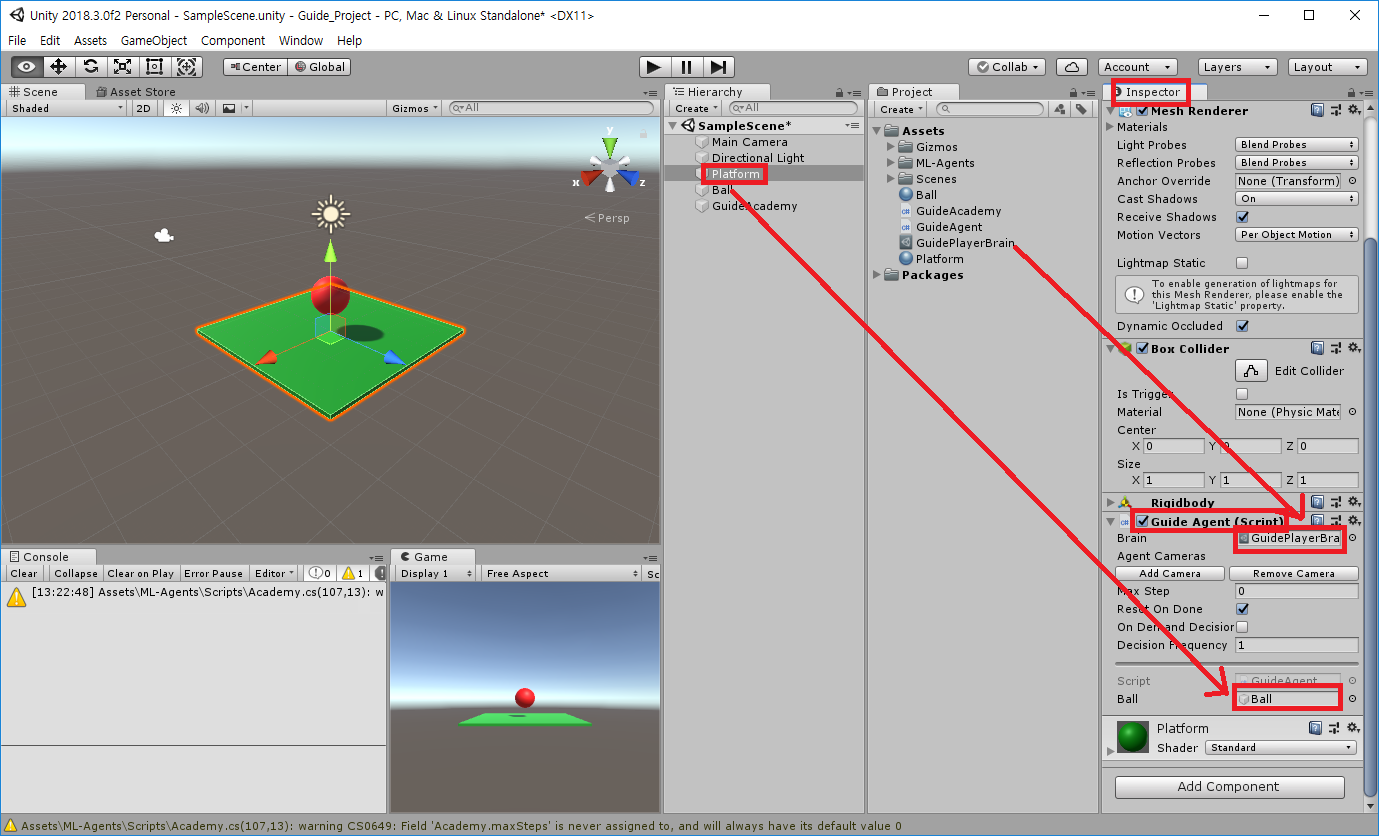 Unity 2018.3.0f2 Personal - SampleScene.unity - Guide_Project - PC, Mac & Linux Standalone* <DX11>
File Edit Assets GameObject Component Window Help
Center Global
Collab Account Layers Layout
Scene Asset Store
Shaded 2D Gizmos All
y
x z
Persp
Hierarchy
Create All
SampleScene*
Main Camera
Directional Light
Platform
Ball
GuideAcademy
Project
Create
Assets
Gizmos
ML-Agents
Scenes
Ball
GuideAcademy
GuideAgent
GuidePlayerBrain
Platform
Packages
Inspector
Mesh Renderer
Materials
Light Probes Blend Probes
Reflection Probes Blend Probes
Anchor Override None (Transform)
Cast Shadows On
Receive Shadows
Motion Vectors Per Object Motion
Lightmap Static
To enable generation of lightmaps for
this Mesh Renderer, please enable the
'Lightmap Static' property.
Dynamic Occluded
Box Collider
Edit Collider
Is Trigger
Material None (Physic Mate
Center
X 0 Y 0 Z 0
Size
X 1 Y 1 Z 1
Rigidbody
Guide Agent (Script)
Brain GuidePlayerBra
Agent Cameras
Add Camera Remove Camera
Max Step 0
Reset On Done
On Demand Decision
Decision Frequency 1
Script GuideAgent
Ball Ball
Platform
Shader Standard
Add Component
Console
Clear Collapse Clear on Play Error Pause Editor 0 1
[13:22:48] Assets\ML-Agents\Scripts\Academy.cs(107,13): w
Game
Display 1 Free Aspect Sc
Assets\ML-Agents\Scripts\Academy.cs(107,13): warning CS0649: Field 'Academy.maxSteps' is never assigned to, and will always have its default value 0